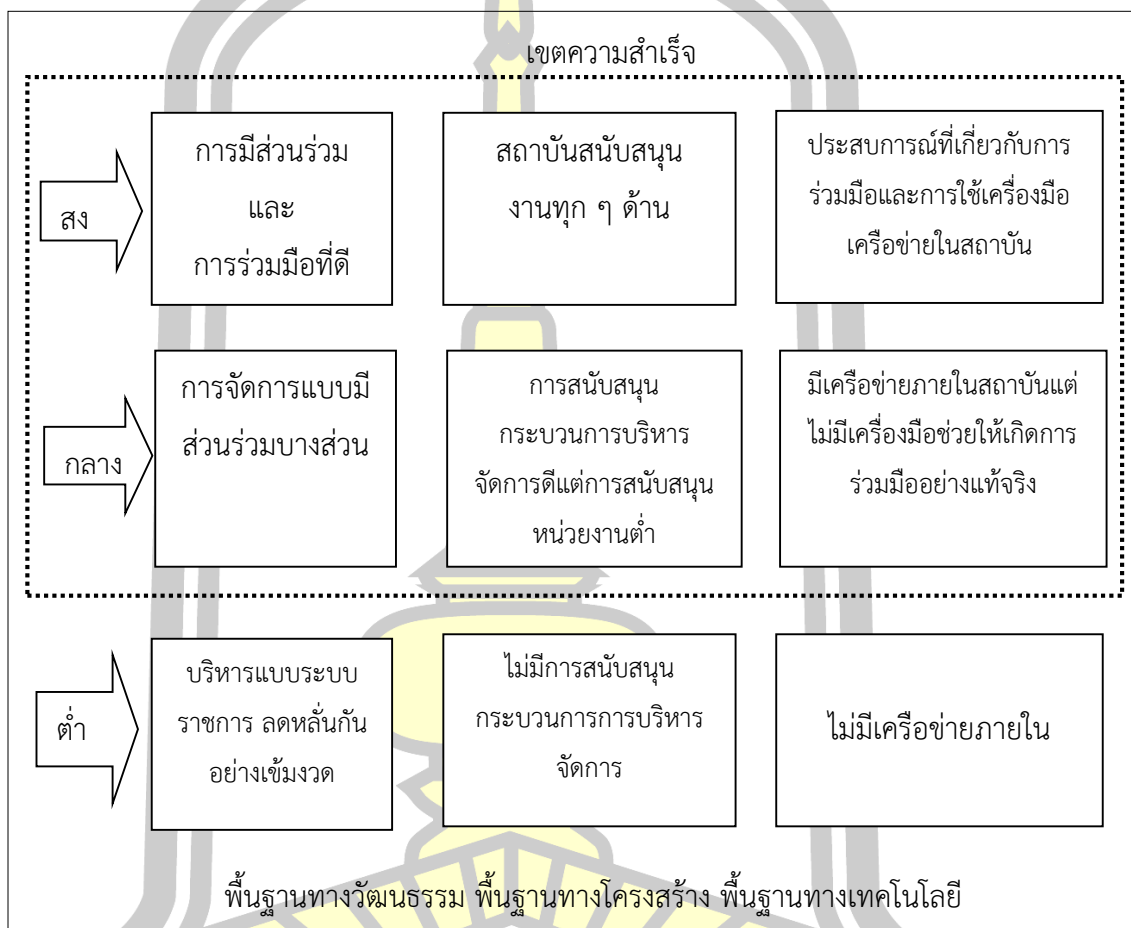 เขตความสำเร็จ
สง
การมีส่วนร่วม
และ
การร่วมมือที่ดี
สถาบันสนับสนุน
งานทุก ๆ ด้าน
ประสบการณ์ที่เกี่ยวกับการ
ร่วมมือและการใช้เครื่องมือ
เครือข่ายในสถาบัน
กลาง
การจัดการแบบมี
ส่วนร่วมบางส่วน
การสนับสนุน
กระบวนการบริหาร
จัดการดีแต่การสนับสนุน
หน่วยงานต่ำ
มีเครือข่ายภายในสถาบันแต่
ไม่มีเครื่องมือช่วยให้เกิดการ
ร่วมมืออย่างแท้จริง
ต่ำ
บริหารแบบระบบ
ราชการ ลดหลั่นกัน
อย่างเข้มงวด
ไม่มีการสนับสนุน
กระบวนการการบริหาร
จัดการ
ไม่มีเครือข่ายภายใน
พื้นฐานทางวัฒนธรรม พื้นฐานทางโครงสร้าง พื้นฐานทางเทคโนโลยี